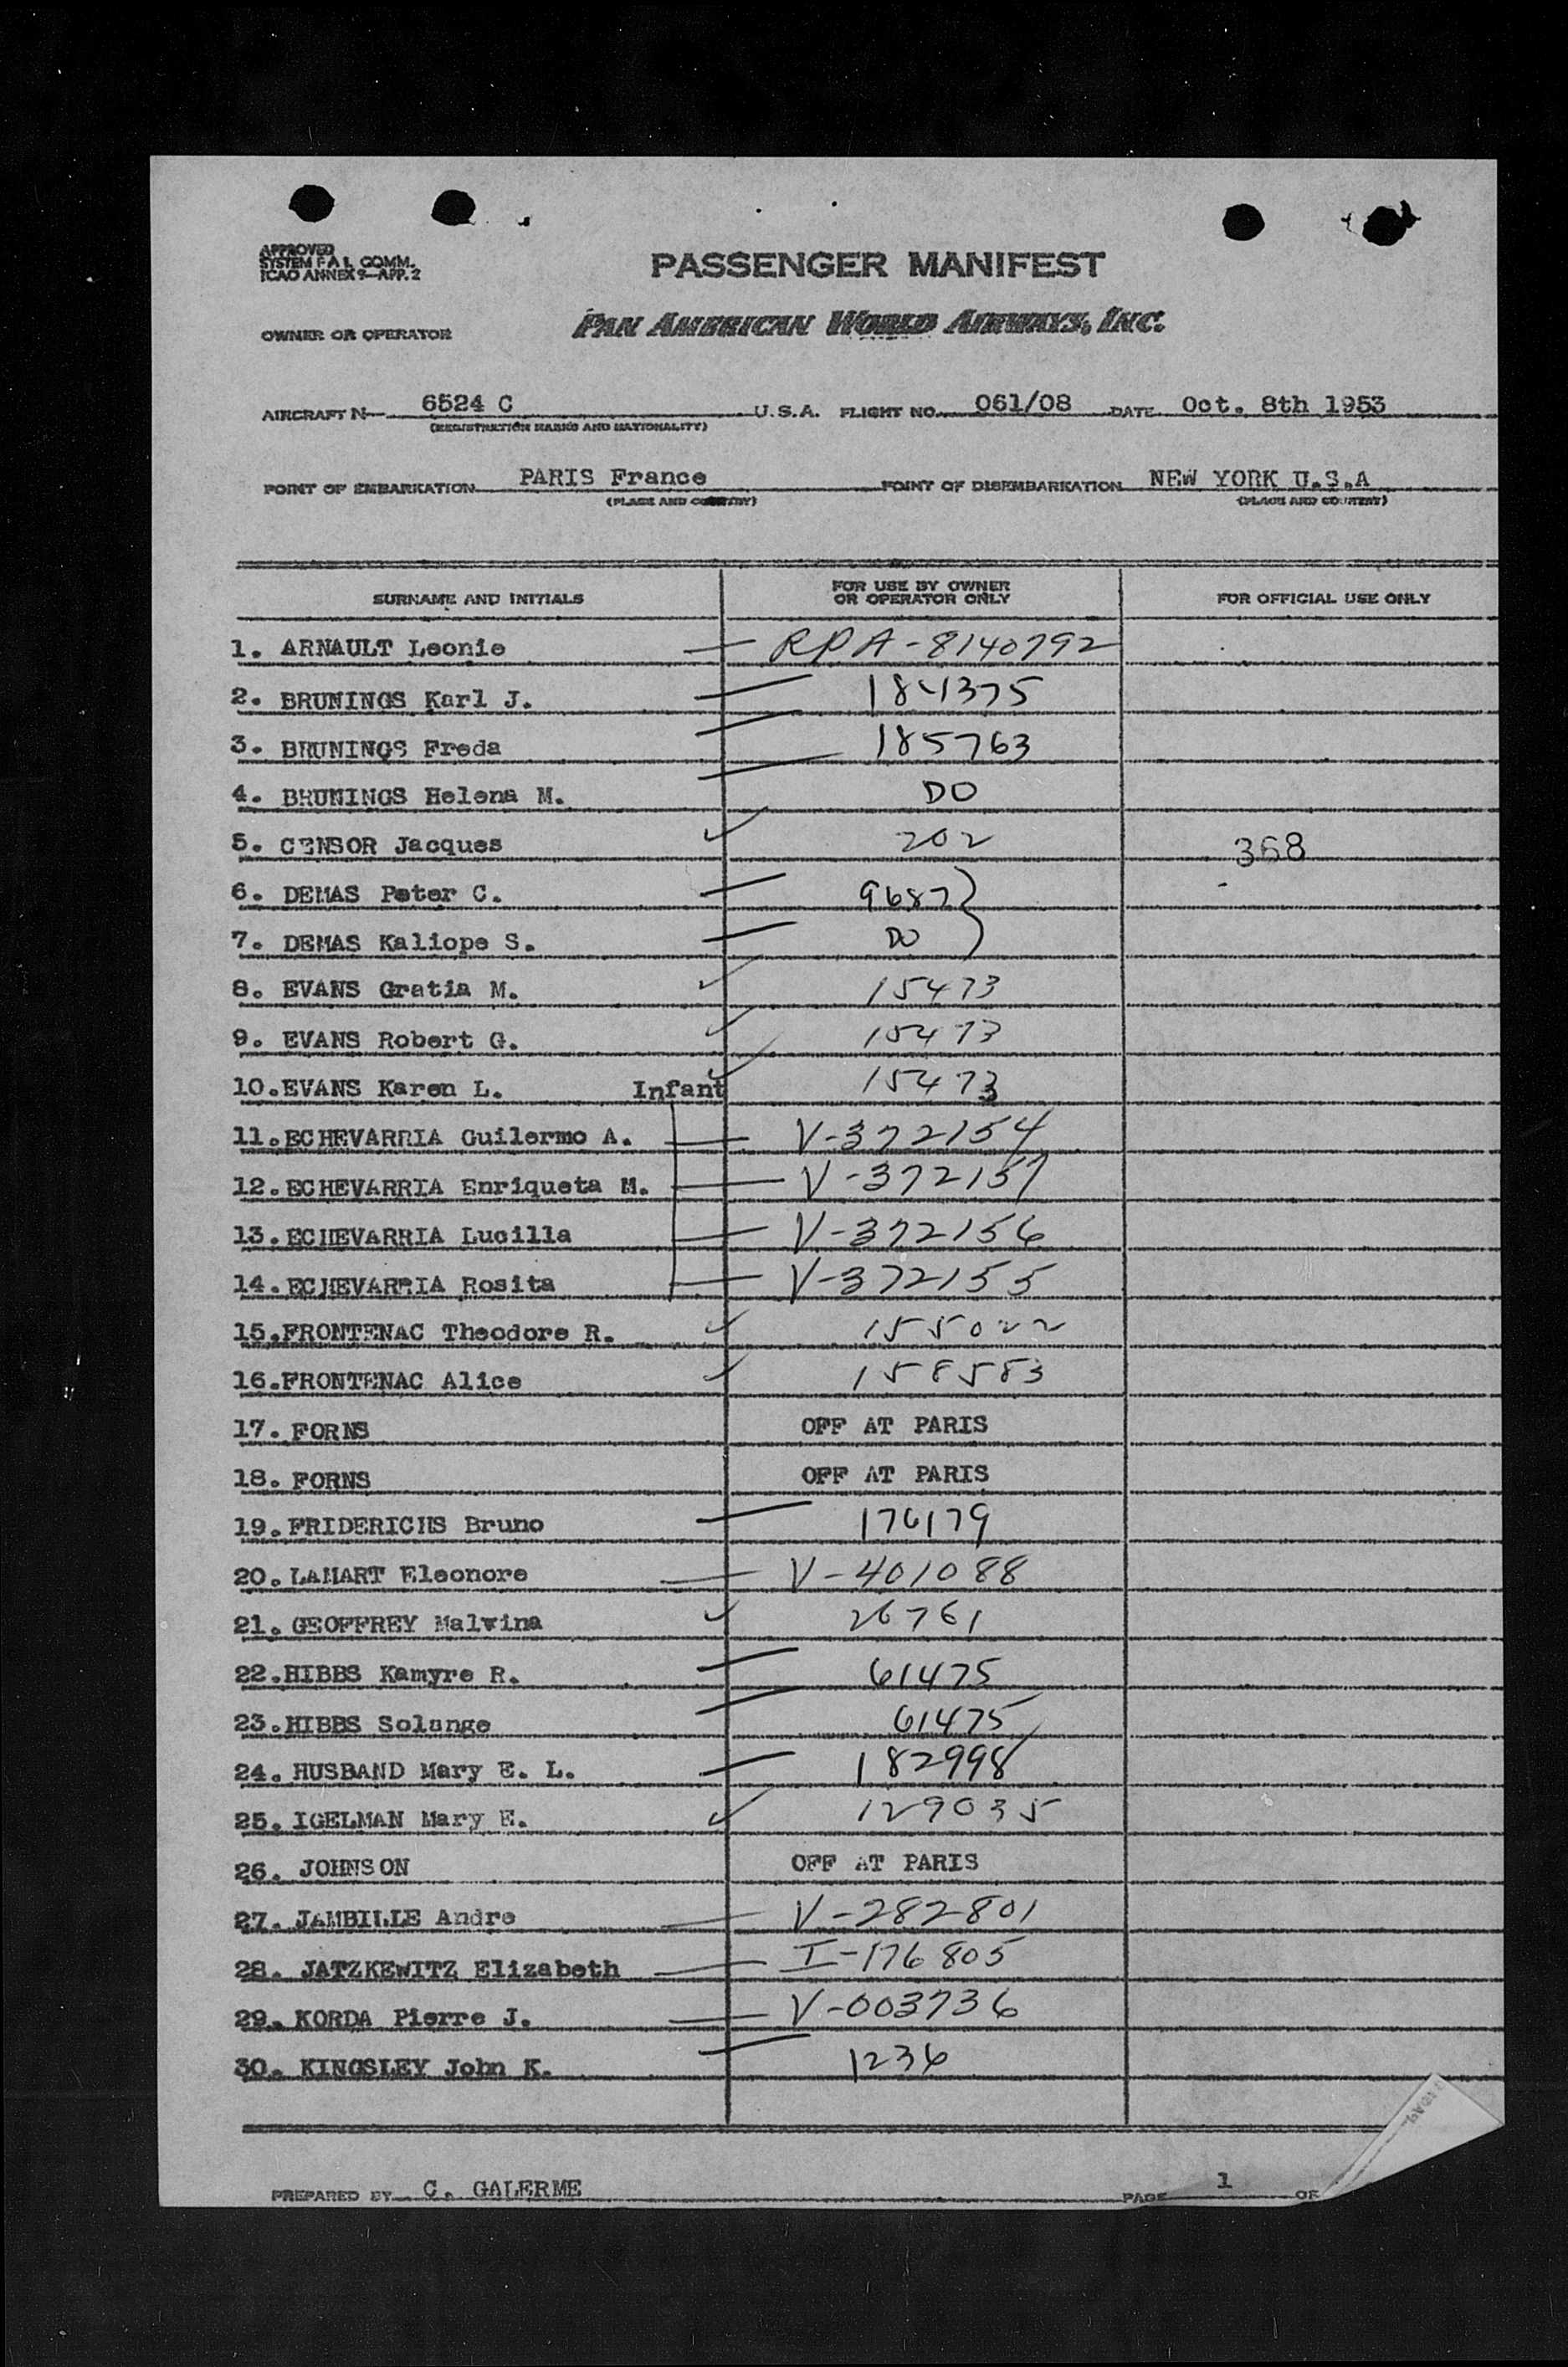 APPROVED
SYSTEM F A L COMM.
ICAO ANNEX 9—APP. 2
PASSENGER MANIFEST
OWNER OR OPERATOR PAN AMERICAN WORLD AIRWAYS, INC.
AIRCRAFT N— 6524 C U.S.A. FLIGHT NO. 061/08 DATE Oct. 8th 1953
(REGISTRATION MARKS AND NATIONALITY)
POINT OF EMBARKATION PARIS France POINT OF DISEMBARKATION NEW YORK U.S.A
(PLACE AND COUNTRY) (PLACE AND COUNTRY)
SURNAME AND INITIALS FOR USE BY OWNER OR OPERATOR ONLY FOR OFFICIAL USE ONLY
1. ARNAULT Leonie — RPA-8140792
2. BRUNINGS Karl J. 184375
3. BRUNINGS Freda 185763
4. BRUNINGS Helena M. DO
5. CENSOR Jacques ✓ 202 368
6. DEMAS Peter C. 9687
7. DEMAS Kaliope S. DO
8. EVANS Gratia M. ✓ 15473
9. EVANS Robert G. ✓ 15473
10. EVANS Karen L. Infant ✓ 15473
11. ECHEVARRIA Guilermo A. V-372154
12. ECHEVARRIA Enriqueta M. V-372157
13. ECHEVARRIA Lucilla V-372156
14. ECHEVARRIA Rosita V-372155
15. FRONTENAC Theodore R. ✓ 155022
16. FRONTENAC Alice ✓ 158583
17. FORNS OFF AT PARIS
18. FORNS OFF AT PARIS
19. FRIDERICHS Bruno 176179
20. LAMART Eleonore V-401088
21. GEOFFREY Malwina ✓ 26761
22. HIBBS Kamyre R. 61475
23. HIBBS Solange 61475
24. HUSBAND Mary E. L. 182998
25. IGELMAN Mary E. ✓ 129035
26. JOHNSON OFF AT PARIS
27. JAMBILLE Andre V-282801
28. JATZKEWITZ Elizabeth I-176805
29. KORDA Pierre J. V-003736
30. KINGSLEY John K. 1236
PREPARED BY C. GALERME PAGE 1 OF